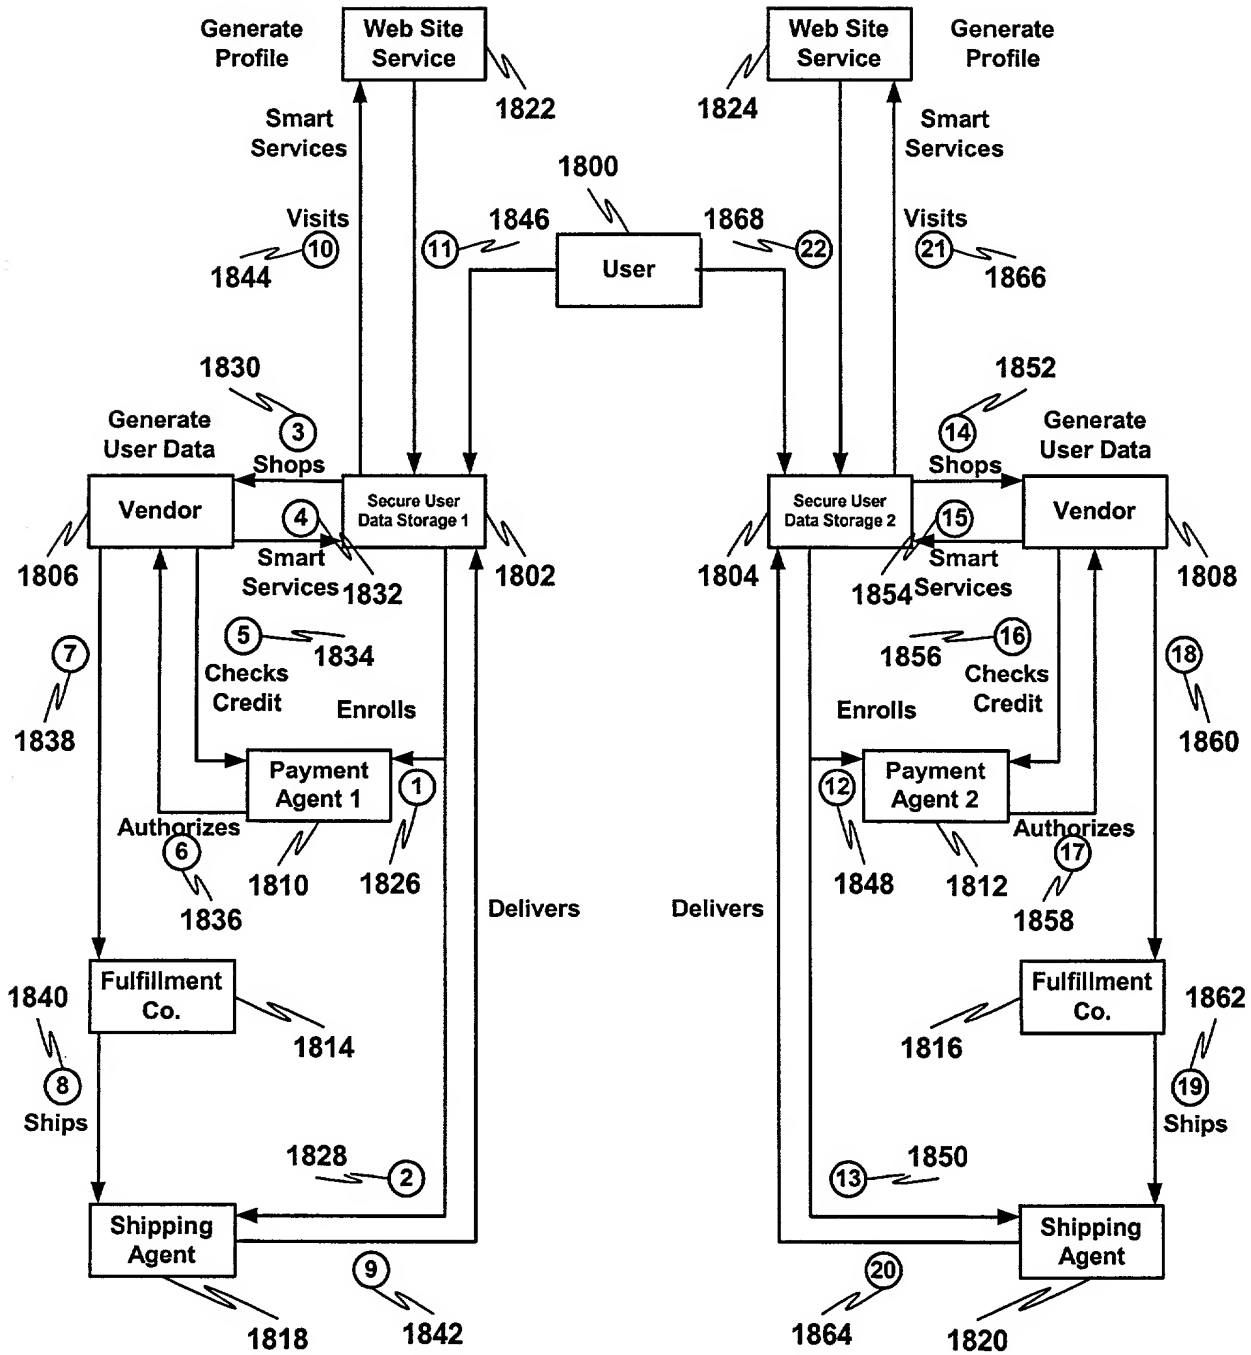 Generate
Profile
Web Site
Service
Web Site
Service
Generate
Profile
1822
1824
Smart
Services
Smart
Services
1800
Visits
10
1844
11
1846
User
1868
22
Visits
21
1866
1830
1852
Generate
User Data
3
Shops
14
Shops
Generate
User Data
Vendor
Secure User
Data Storage 1
Secure User
Data Storage 2
Vendor
4
Smart
Services
15
Smart
Services
1806
1832
1802
1804
1854
1808
7
5
1834
Checks
Credit
1856
16
Checks
Credit
18
1838
Enrolls
Enrolls
1860
Payment
Agent 1
1
12
Payment
Agent 2
Authorizes
6
Authorizes
17
1810
1826
1848
1812
1836
Delivers
Delivers
1858
1840
Fulfillment
Co.
Fulfillment
Co.
1862
1814
1816
8
Ships
19
Ships
1828
2
13
1850
Shipping
Agent
Shipping
Agent
9
20
1818
1842
1864
1820